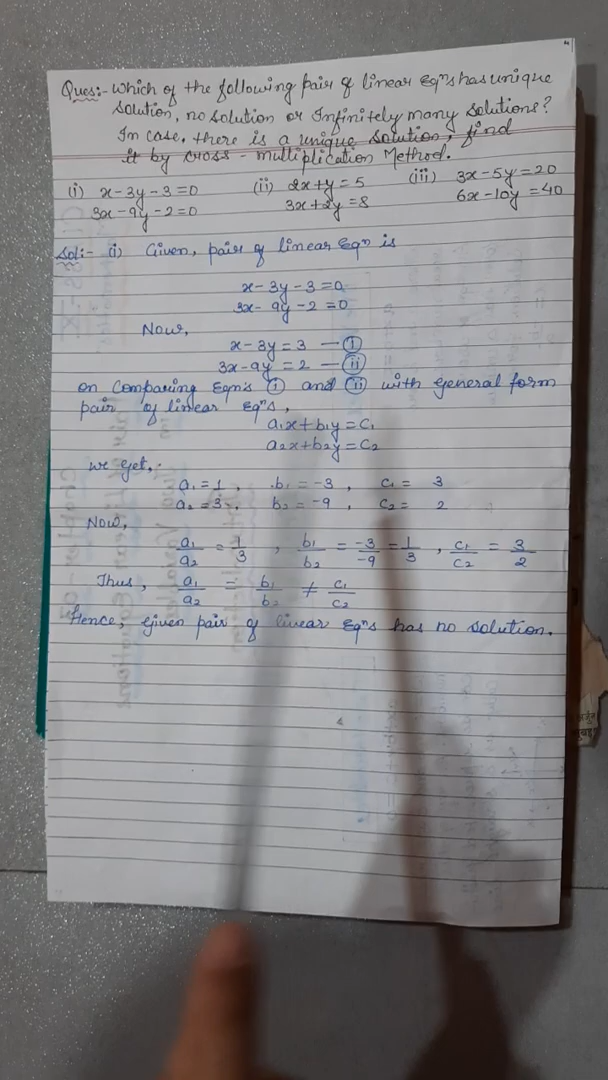 Ques:- Which of the following pair of linear Eqⁿs has unique
solution, no solution or Infinitely many solutions?
In case, there is a unique solution, find
it by cross-multiplication Method.
(i) x-3y-3=0 (ii) 2x+y=5 (iii) 3x-5y=20
3x-9y-2=0 3x+2y=8 6x-10y=40
Sol:- (i) Given, pair of linear Eqⁿ is
x-3y-3=0
3x-9y-2=0
Now,
x-3y=3 —①
3x-9y=2 —ⓘⓘ
On Comparing Eqⁿs ① and ⓘⓘ with general form
pair of linear Eqⁿs,
a₁x+b₁y=C₁
a₂x+b₂y=C₂
we get,
a₁=1, b₁=-3, C₁= 3
a₂=3, b₂=-9, C₂= 2
Now,
a₁/a₂ = 1/3, b₁/b₂ = -3/-9 = 1/3, C₁/C₂ = 3/2
Thus, a₁/a₂ = b₁/b₂ ≠ C₁/C₂
Hence, given pair of linear Eqⁿs has no solution.